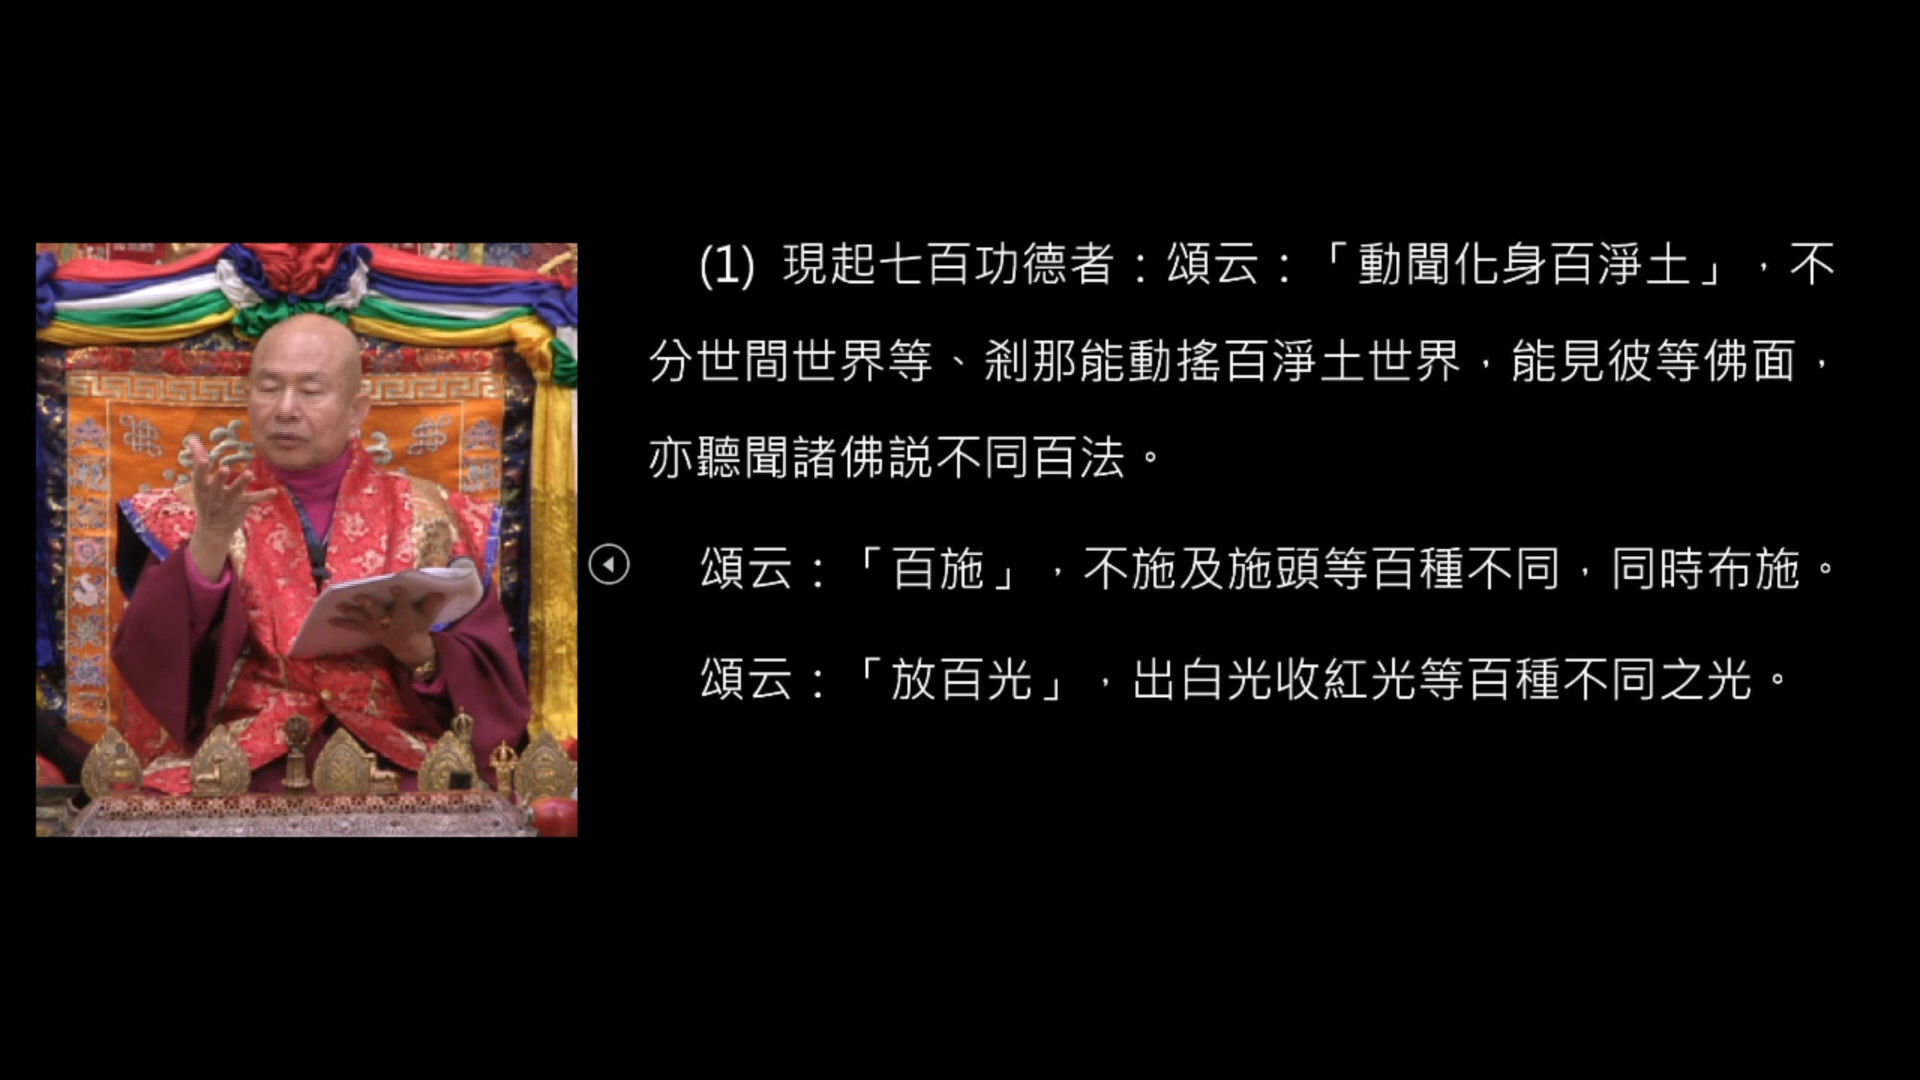 (1) 現起七百功德者：頌云：「動聞化身百淨土」，不
分世間世界等、剎那能動搖百淨土世界，能見彼等佛面，
亦聽聞諸佛説不同百法。
頌云：「百施」，不施及施頭等百種不同，同時布施。
頌云：「放百光」，出白光收紅光等百種不同之光。